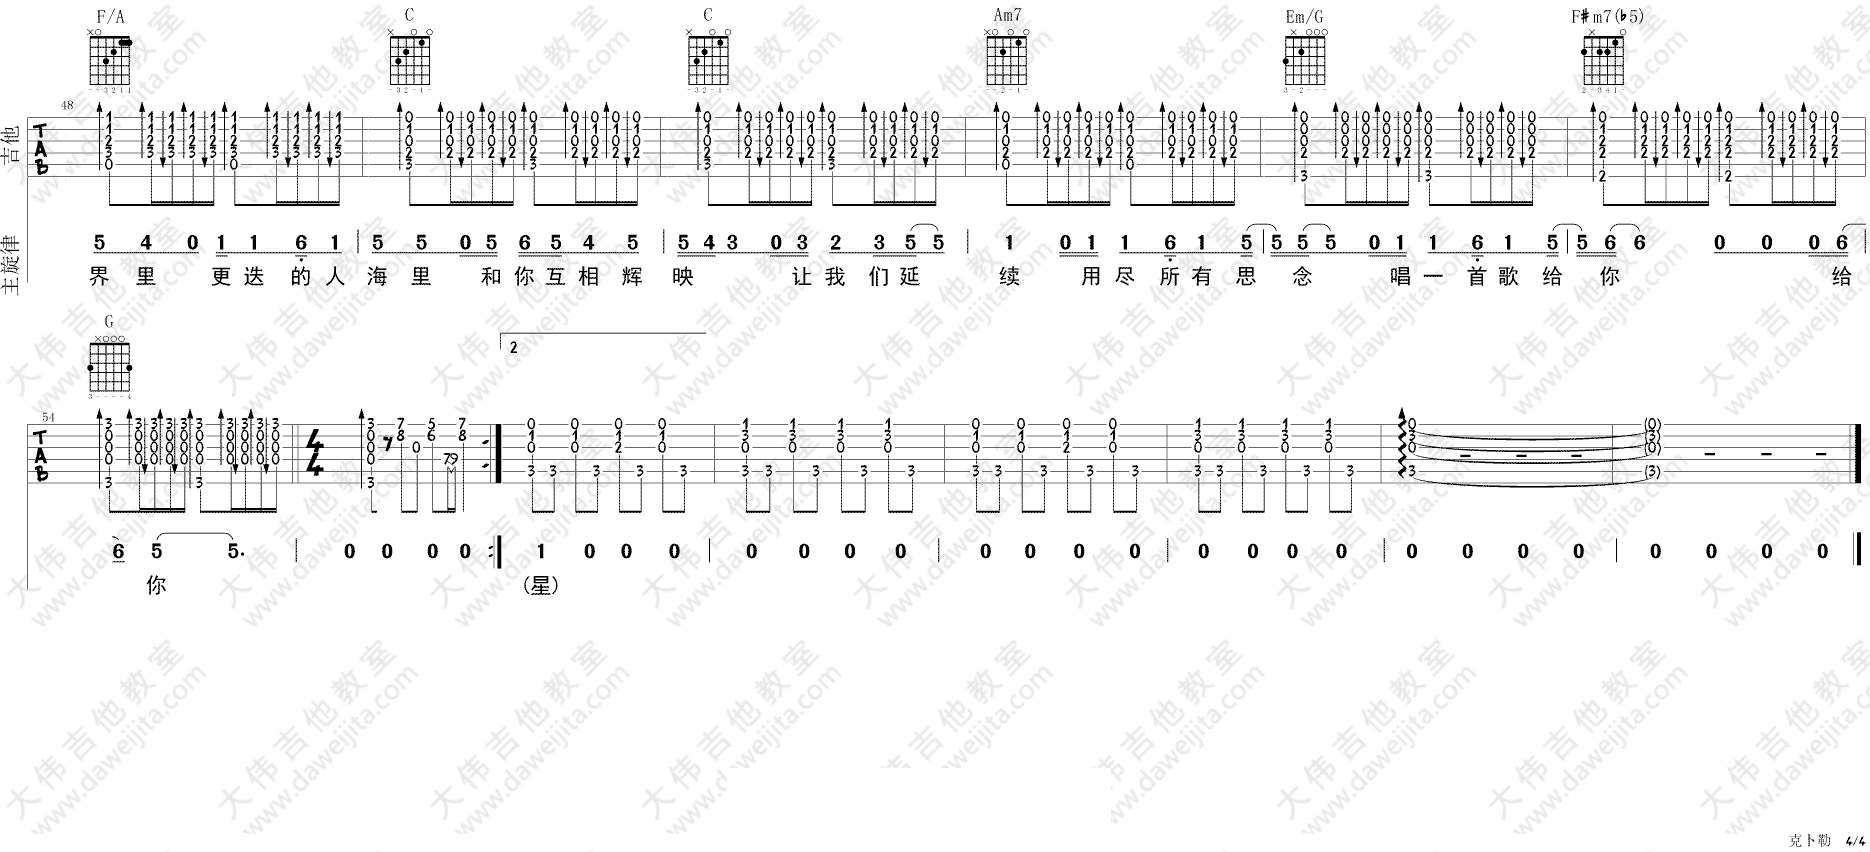 F/A C C Am7 Em/G F#m7(b5)
48
吉他
5 4 0 1 1 6 1 5 5 0 5 6 5 4 5 5 4 3 0 3 2 3 5 5 1 0 1 1 6 1 5 5 5 5 0 1 1 6 1 5 5 6 6 0 0 0 6
主旋律
界里 更迭的人海里 和你互相辉映 让我们延续 用尽所有思念 唱一首歌给你 给
G
2
54
6 5 5. 0 0 0 0 1 0 0 0 0 0 0 0 0 0 0 0 0 0 0 0 0 0 0 0 0 0 0 0
你 (星)
大伟吉他教室
www.daweijita.com
克卜勒 4/4